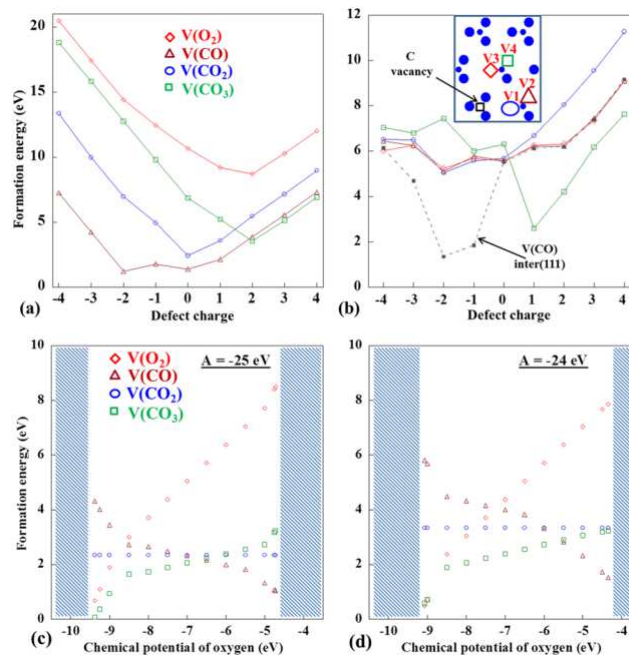 Formation energy (eV)
20
15
10
5
0
V(O₂)
V(CO)
V(CO₂)
V(CO₃)
(a)
-4 -3 -2 -1 0 1 2 3 4
Defect charge
12
10
8
6
4
2
0
C
vacancy
V3
V4
V2
V1
V(CO)
inter(111)
(b)
-4 -3 -2 -1 0 1 2 3 4
Defect charge
Formation energy (eV)
10
8
6
4
2
0
V(O₂)
V(CO)
V(CO₂)
V(CO₃)
A = -25 eV
(c)
-10 -9 -8 -7 -6 -5 -4
Chemical potential of oxygen (eV)
10
8
6
4
2
0
A = -24 eV
(d)
-10 -9 -8 -7 -6 -5 -4
Chemical potential of oxygen (eV)